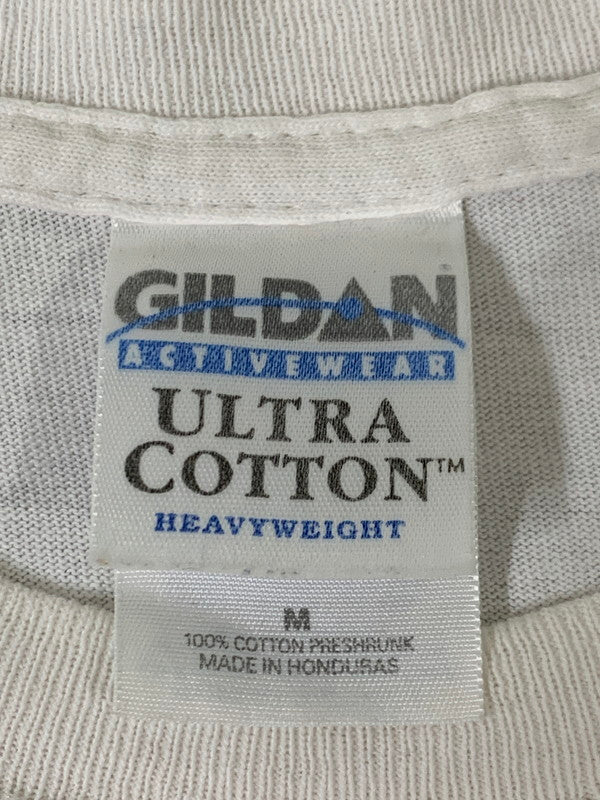 GILDAN®
ACTIVEWEAR
ULTRA
COTTON™
HEAVYWEIGHT
M
100% COTTON PRESHRUNK
MADE IN HONDURAS